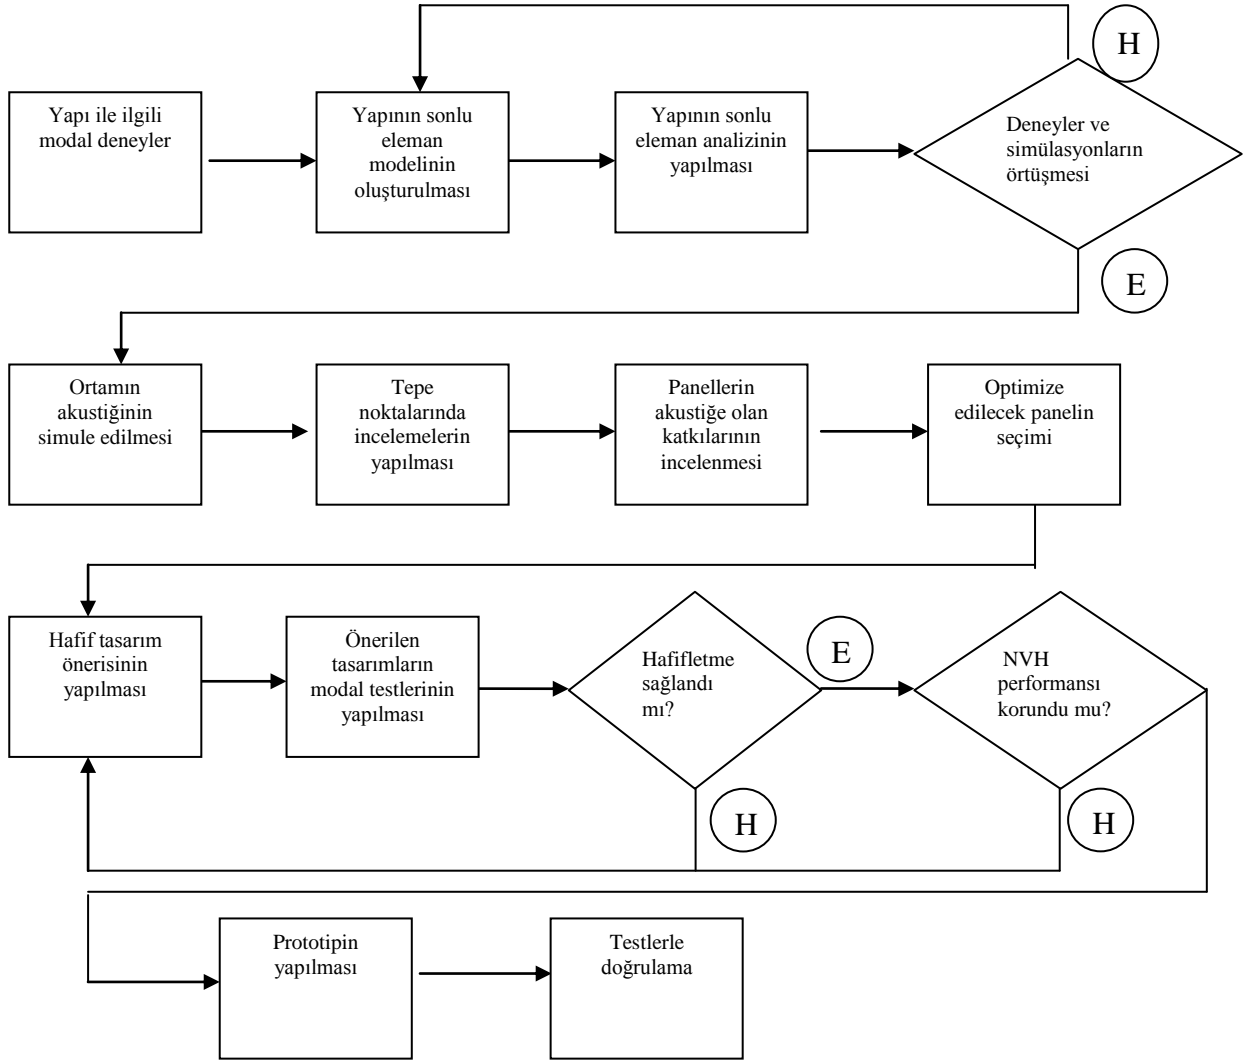 H
Yapı ile ilgili
modal deneyler
Yapının sonlu
eleman
modelinin
oluşturulması
Yapının sonlu
eleman analizinin
yapılması
Deneyler ve
simülasyonların
örtüşmesi
E
Ortamın
akustiğinin
simule edilmesi
Tepe
noktalarında
incelemelerin
yapılması
Panellerin
akustiğe olan
katkılarının
incelenmesi
Optimize
edilecek panelin
seçimi
Hafif tasarım
önerisinin
yapılması
Önerilen
tasarımların
modal testlerinin
yapılması
Hafifletme
sağlandı
mı?
E
NVH
performansı
korundu mu?
H
H
Prototipin
yapılması
Testlerle
doğrulama